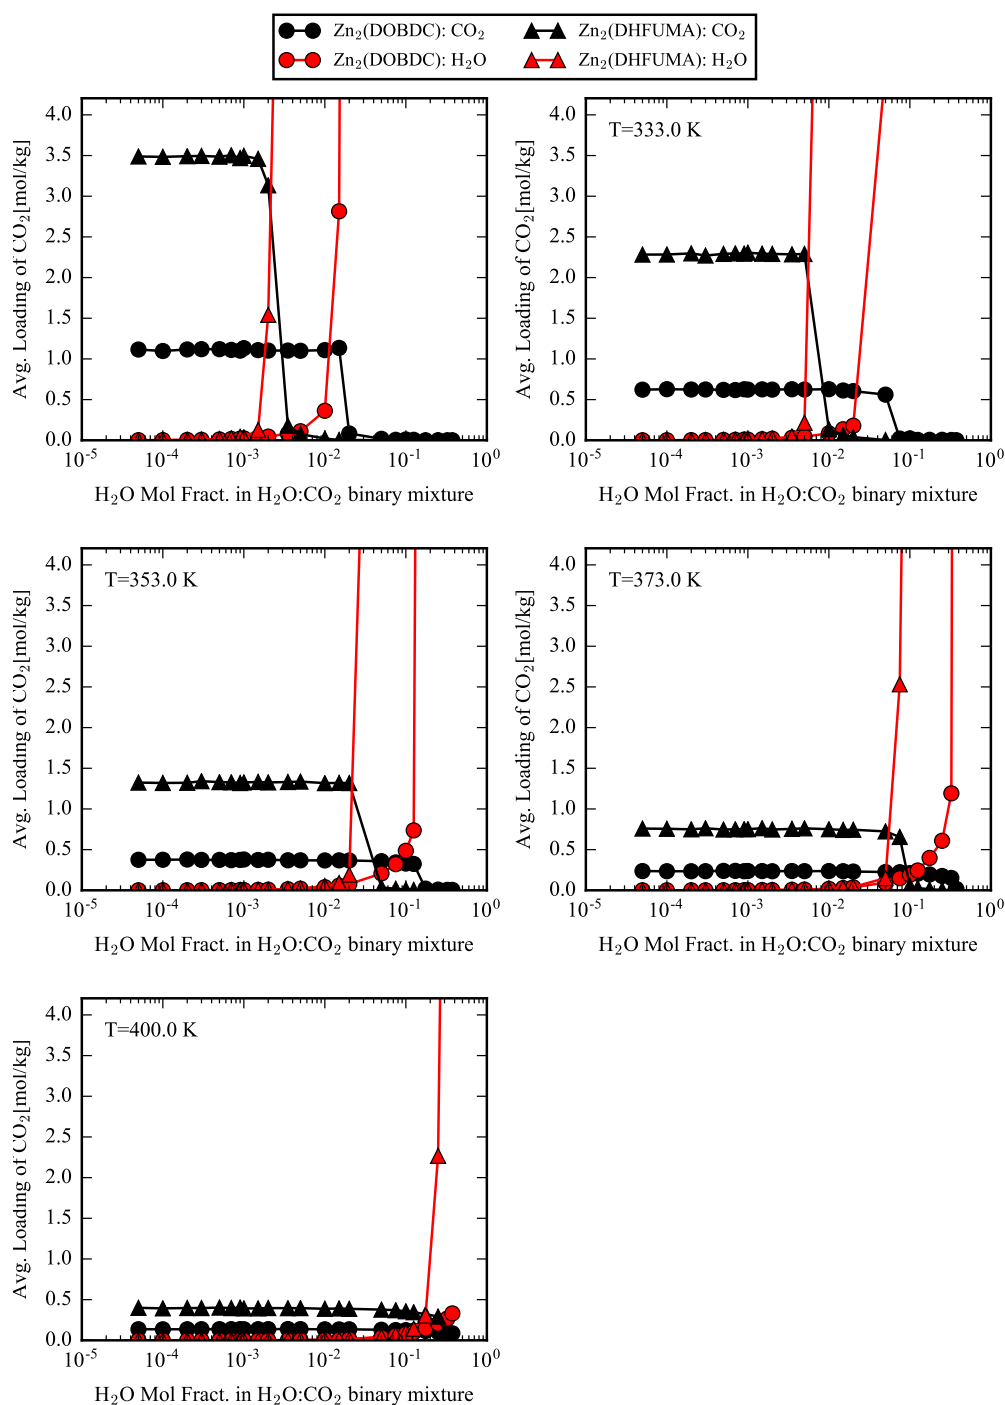 Zn₂(DOBDC): CO₂
Zn₂(DHFUMA): CO₂
Zn₂(DOBDC): H₂O
Zn₂(DHFUMA): H₂O
Avg. Loading of CO₂[mol/kg]
4.0
3.5
3.0
2.5
2.0
1.5
1.0
0.5
0.0
10⁻⁵ 10⁻⁴ 10⁻³ 10⁻² 10⁻¹ 10⁰
H₂O Mol Fract. in H₂O:CO₂ binary mixture
T=333.0 K
Avg. Loading of CO₂[mol/kg]
4.0
3.5
3.0
2.5
2.0
1.5
1.0
0.5
0.0
10⁻⁵ 10⁻⁴ 10⁻³ 10⁻² 10⁻¹ 10⁰
H₂O Mol Fract. in H₂O:CO₂ binary mixture
T=353.0 K
Avg. Loading of CO₂[mol/kg]
4.0
3.5
3.0
2.5
2.0
1.5
1.0
0.5
0.0
10⁻⁵ 10⁻⁴ 10⁻³ 10⁻² 10⁻¹ 10⁰
H₂O Mol Fract. in H₂O:CO₂ binary mixture
T=373.0 K
Avg. Loading of CO₂[mol/kg]
4.0
3.5
3.0
2.5
2.0
1.5
1.0
0.5
0.0
10⁻⁵ 10⁻⁴ 10⁻³ 10⁻² 10⁻¹ 10⁰
H₂O Mol Fract. in H₂O:CO₂ binary mixture
T=400.0 K
Avg. Loading of CO₂[mol/kg]
4.0
3.5
3.0
2.5
2.0
1.5
1.0
0.5
0.0
10⁻⁵ 10⁻⁴ 10⁻³ 10⁻² 10⁻¹ 10⁰
H₂O Mol Fract. in H₂O:CO₂ binary mixture